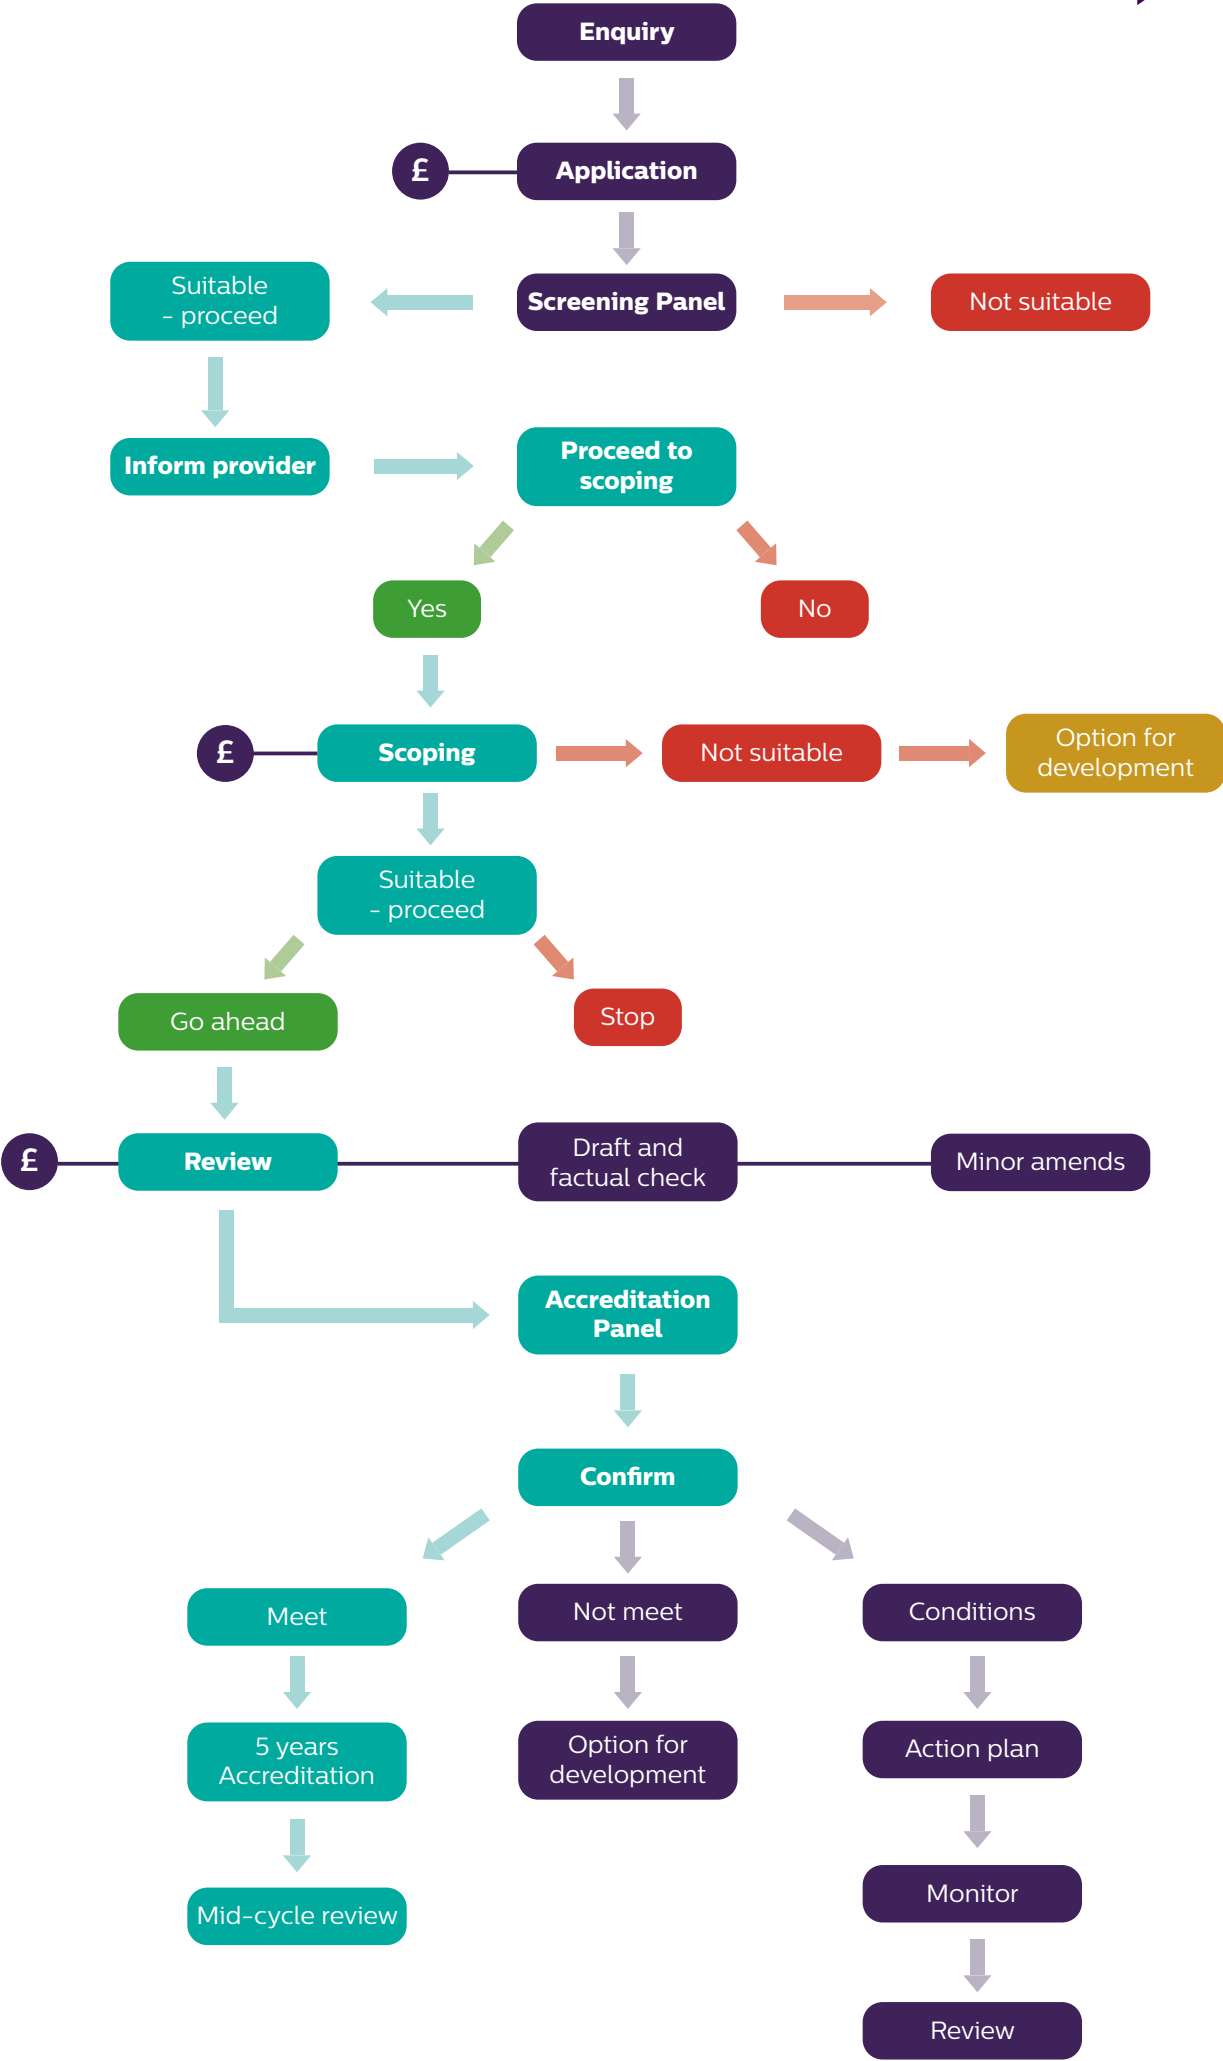 Enquiry
£
Application
Suitable
- proceed
Screening Panel
Not suitable
Inform provider
Proceed to
scoping
Yes
No
£
Scoping
Not suitable
Option for
development
Suitable
- proceed
Go ahead
Stop
£
Review
Draft and
factual check
Minor amends
Accreditation
Panel
Confirm
Meet
Not meet
Conditions
5 years
Accreditation
Option for
development
Action plan
Mid-cycle review
Monitor
Review